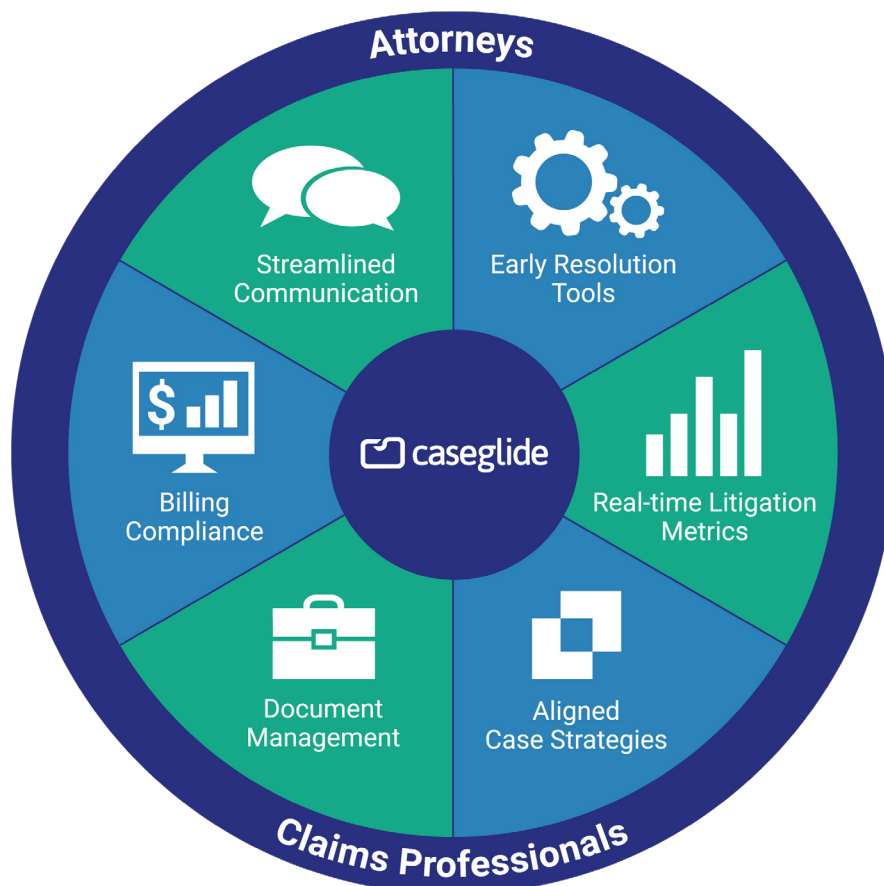 Attorneys
Streamlined
Communication
Early Resolution
Tools
$
Billing
Compliance
caseglide
Real-time Litigation
Metrics
Document
Management
Aligned
Case Strategies
Claims Professionals